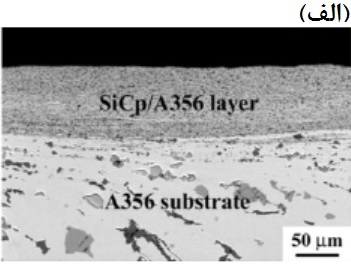 (الف)
SiCp/A356 layer
A356 substrate
50 μm